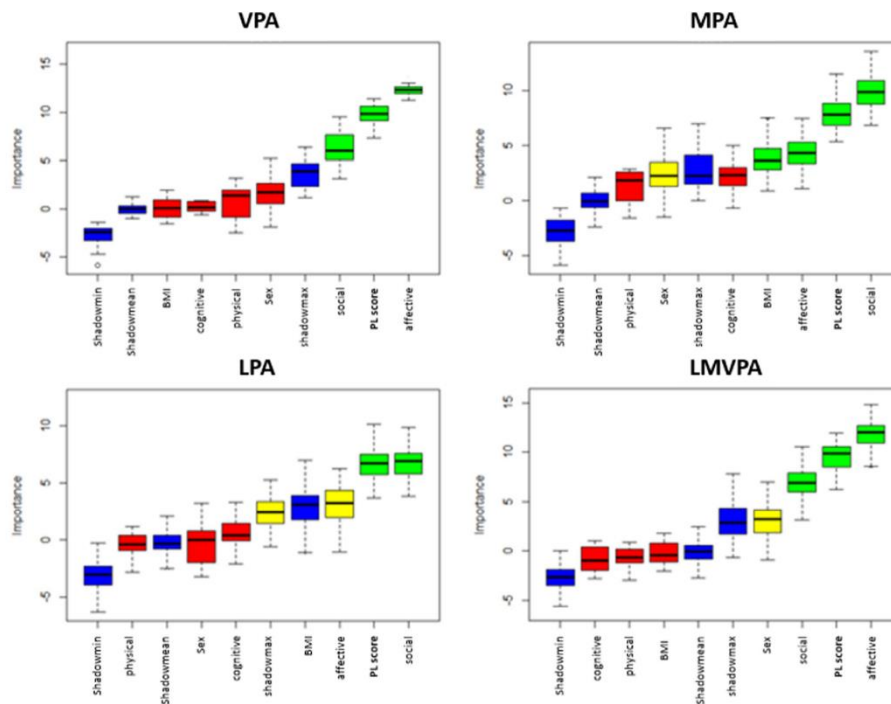 VPA
MPA
Importance
15
10
5
0
-5
Shadowmin
Shadowmean
BMI
cognitive
physical
Sex
shadowmax
social
PL score
affective
Importance
10
5
0
-5
Shadowmin
Shadowmean
physical
Sex
shadowmax
cognitive
BMI
affective
PL score
social
LPA
LMVPA
Importance
10
5
0
-5
Shadowmin
physical
Shadowmean
Sex
cognitive
shadowmax
BMI
affective
PL score
social
Importance
15
10
5
0
-5
Shadowmin
cognitive
physical
BMI
Shadowmean
shadowmax
Sex
social
PL score
affective